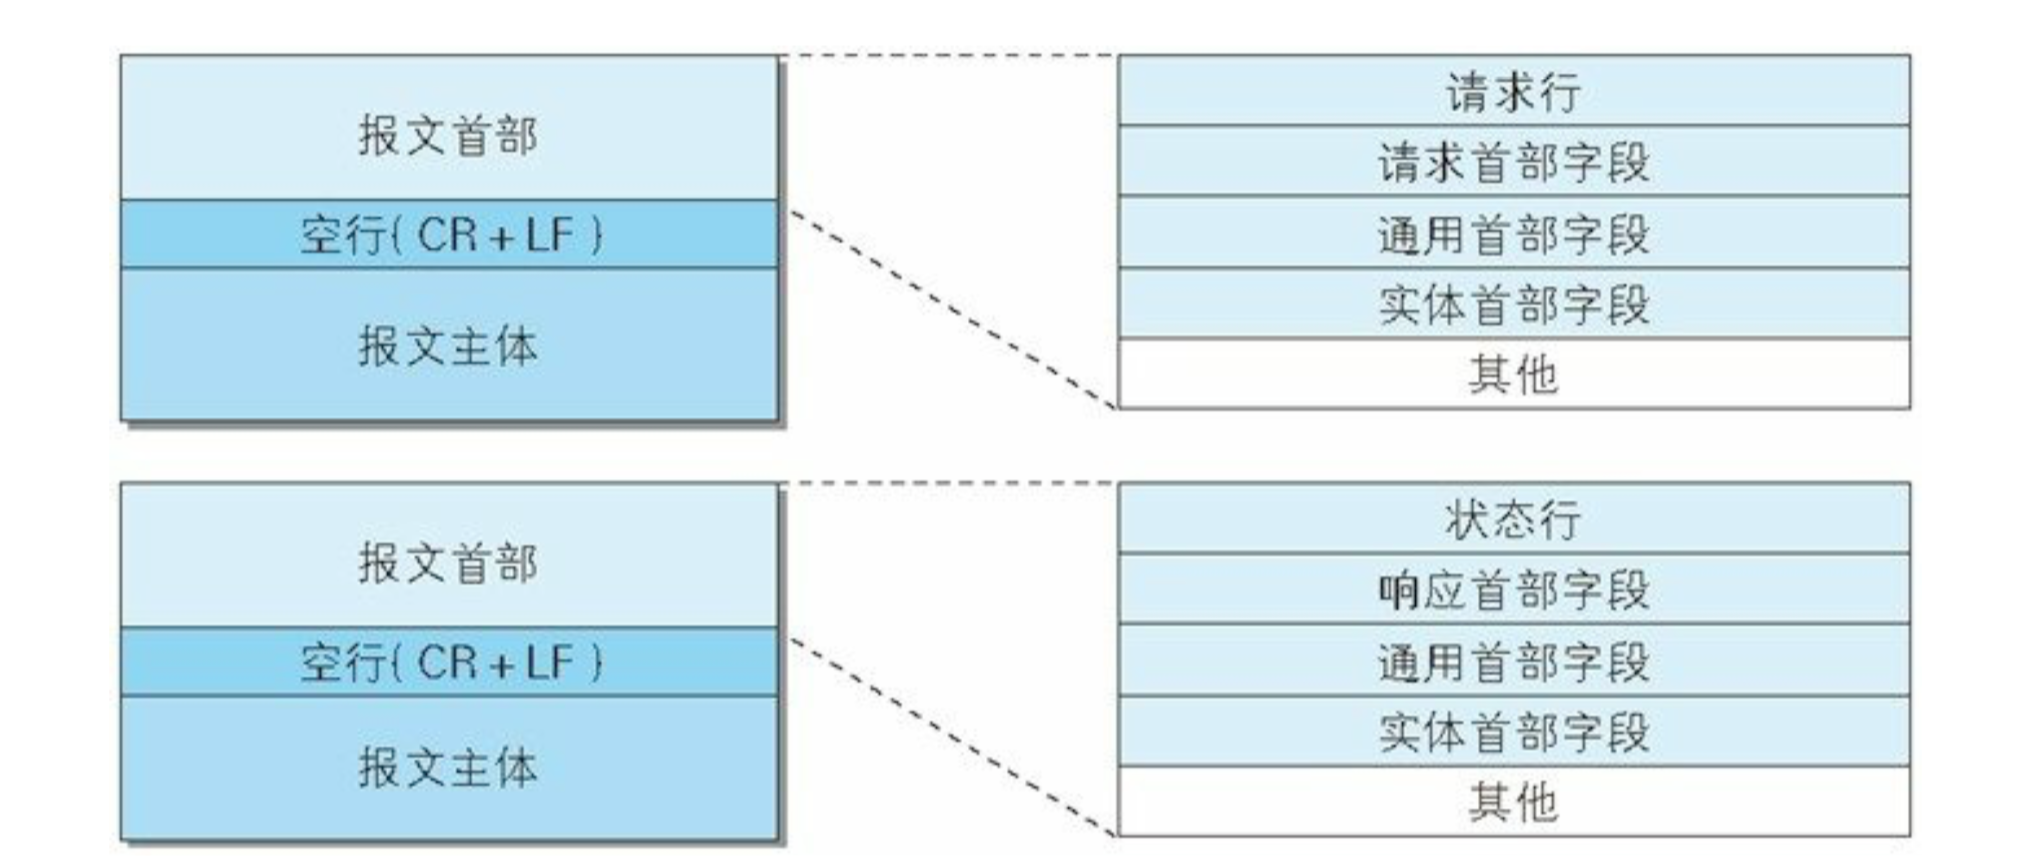 报文首部
空行(CR+LF)
报文主体
请求行
请求首部字段
通用首部字段
实体首部字段
其他
报文首部
空行(CR+LF)
报文主体
状态行
响应首部字段
通用首部字段
实体首部字段
其他